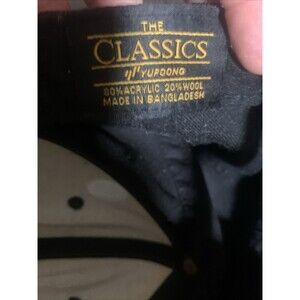 THE
CLASSICS
YUPOONG
80% ACRYLIC 20% WOOL
MADE IN BANGLADESH